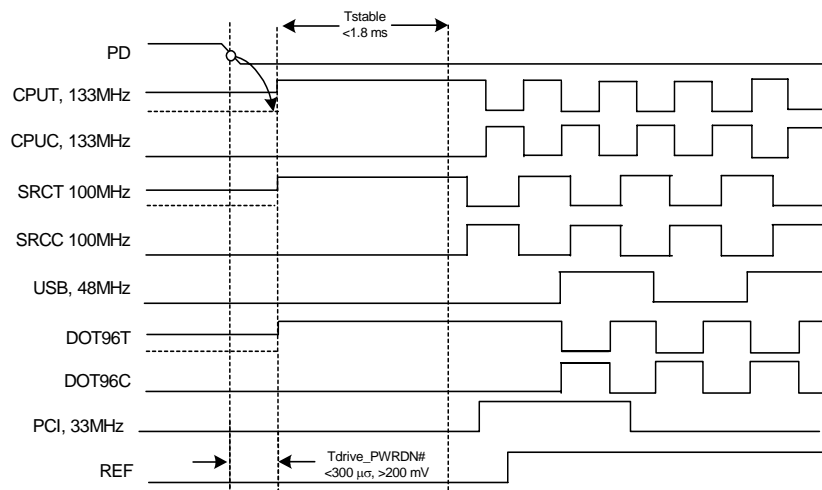 Tstable
<1.8 ms
PD
CPUT, 133MHz
CPUC, 133MHz
SRCT 100MHz
SRCC 100MHz
USB, 48MHz
DOT96T
DOT96C
PCI, 33MHz
Tdrive_PWRDN#
<300 μσ, >200 mV
REF